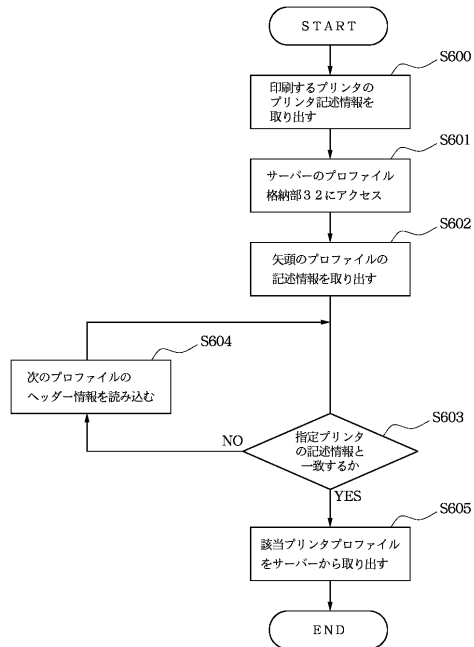 START
S600
印刷するプリンタの
プリンタ記述情報を
取り出す
S601
サーバーのプロファイル
格納部32にアクセス
S602
矢頭のプロファイルの
記述情報を取り出す
S604
次のプロファイルの
ヘッダー情報を読み込む
S603
指定プリンタ
の記述情報と
一致するか
NO
YES
S605
該当プリンタプロファイル
をサーバーから取り出す
END